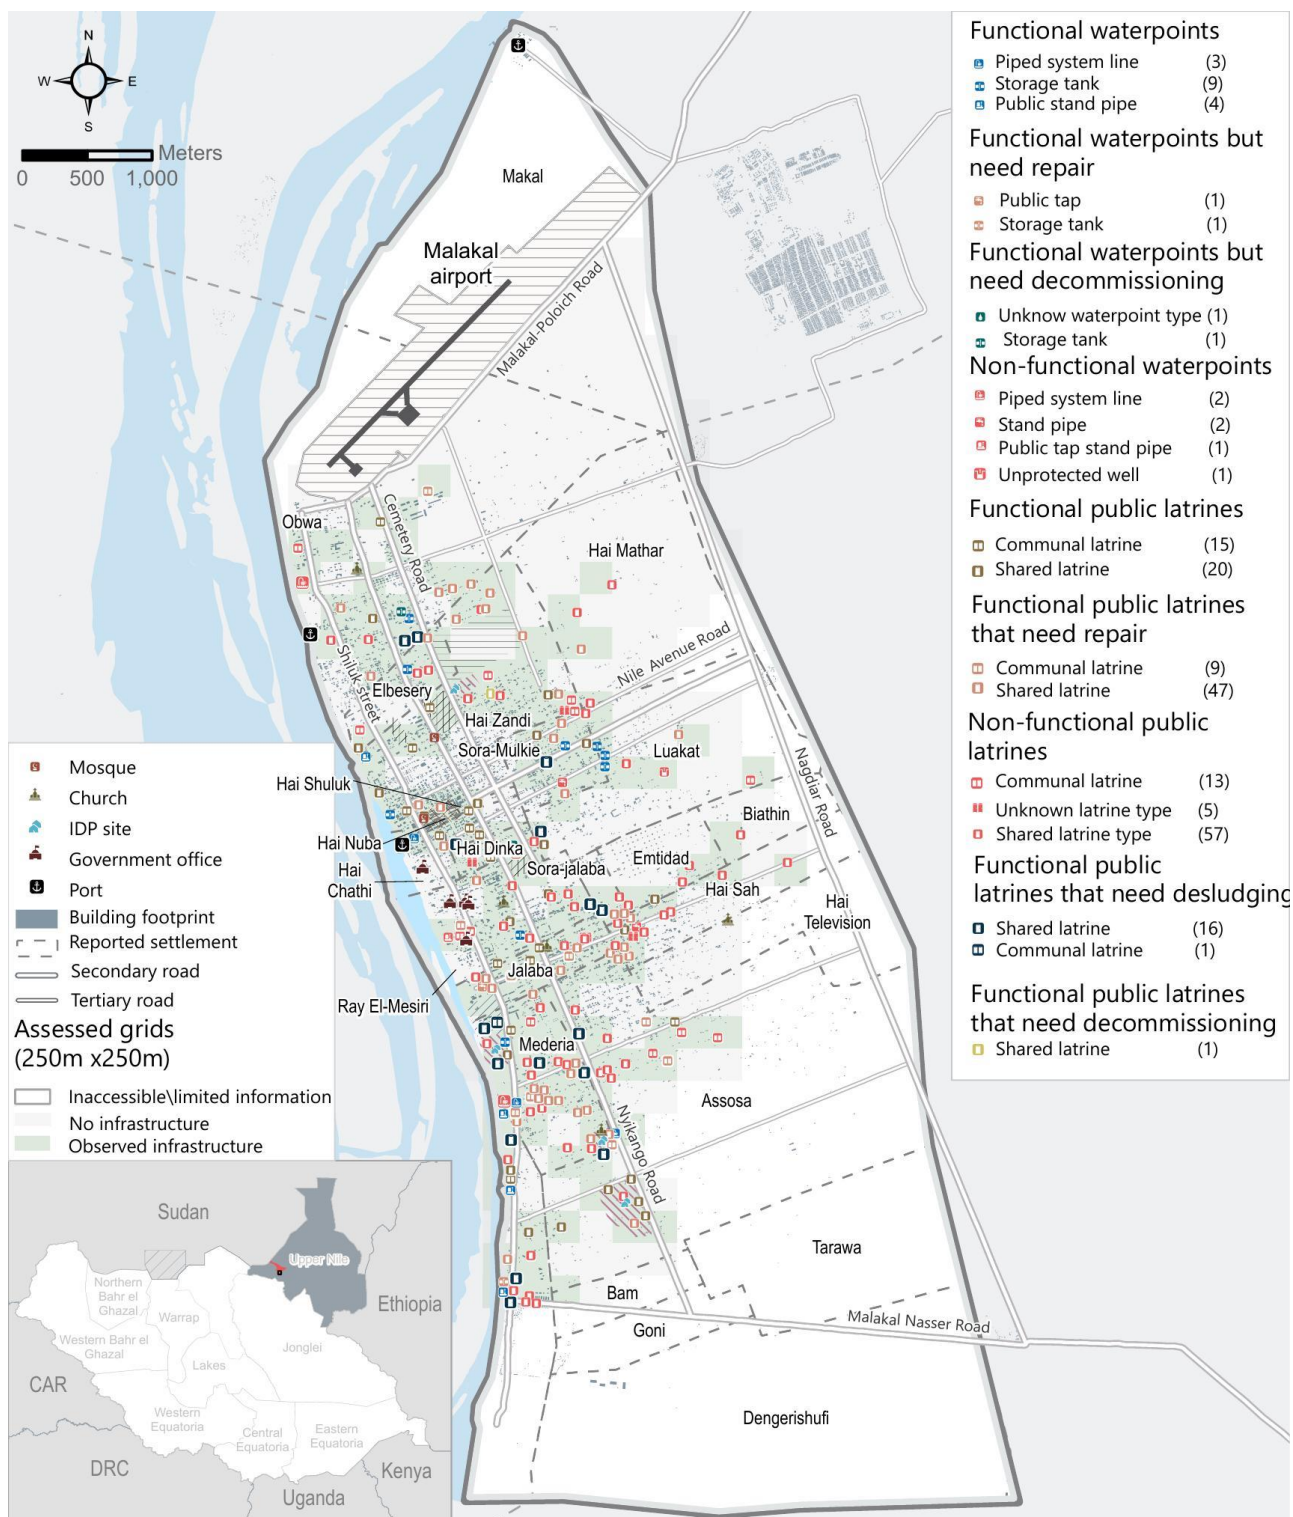 N
W E
S
Meters
0 500 1,000
Makal
Malakal
airport
Malakal-Poloich Road
Obwa
Cemetery Road
Hai Mathar
Shiluk street
Nile Avenue Road
Elbesery
Hai Zandi
Sora-Mulkie
Luakat
Nagdiar Road
Hai Shuluk
Biathin
Hai Nuba
Hai Dinka
Emtidad
Hai
Chathi
Sora-jalaba
Hai Sah
Hai
Television
Jalaba
Ray El-Mesiri
Mederia
Assosa
Nyikango Road
Tarawa
Bam
Goni
Malakal Nasser Road
Dengerishufi
Functional waterpoints
Piped system line (3)
Storage tank (9)
Public stand pipe (4)
Functional waterpoints but
need repair
Public tap (1)
Storage tank (1)
Functional waterpoints but
need decommissioning
Unknow waterpoint type (1)
Storage tank (1)
Non-functional waterpoints
Piped system line (2)
Stand pipe (2)
Public tap stand pipe (1)
Unprotected well (1)
Functional public latrines
Communal latrine (15)
Shared latrine (20)
Functional public latrines
that need repair
Communal latrine (9)
Shared latrine (47)
Non-functional public
latrines
Communal latrine (13)
Unknown latrine type (5)
Shared latrine type (57)
Functional public
latrines that need desludging
Shared latrine (16)
Communal latrine (1)
Functional public latrines
that need decommissioning
Shared latrine (1)
Mosque
Church
IDP site
Government office
Port
Building footprint
Reported settlement
Secondary road
Tertiary road
Assessed grids
(250m x250m)
Inaccessible\limited information
No infrastructure
Observed infrastructure
Sudan
Upper Nile
Northern
Bahr el
Ghazal
Ethiopia
Warrap
Western Bahr el
Ghazal
Jonglei
Lakes
CAR
Western
Equatoria
Central
Equatoria
Eastern
Equatoria
DRC
Kenya
Uganda